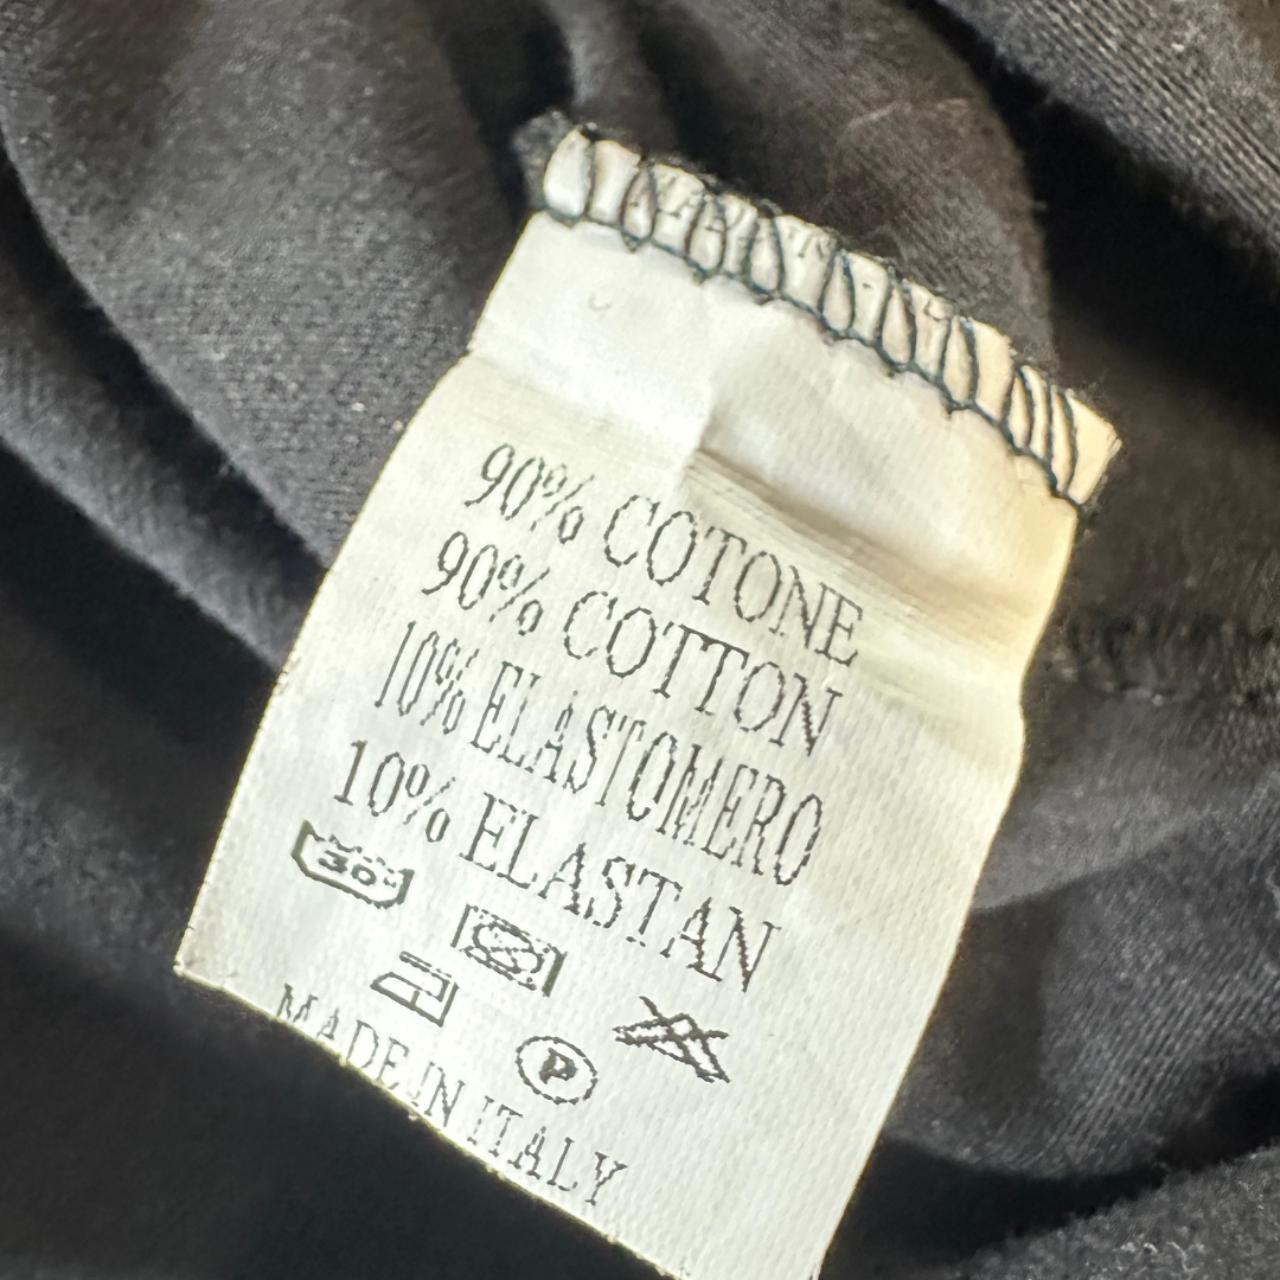 90% COTONE
90% COTTON
10% ELASTOMERO
10% ELASTAN
30°
P
MADE IN ITALY